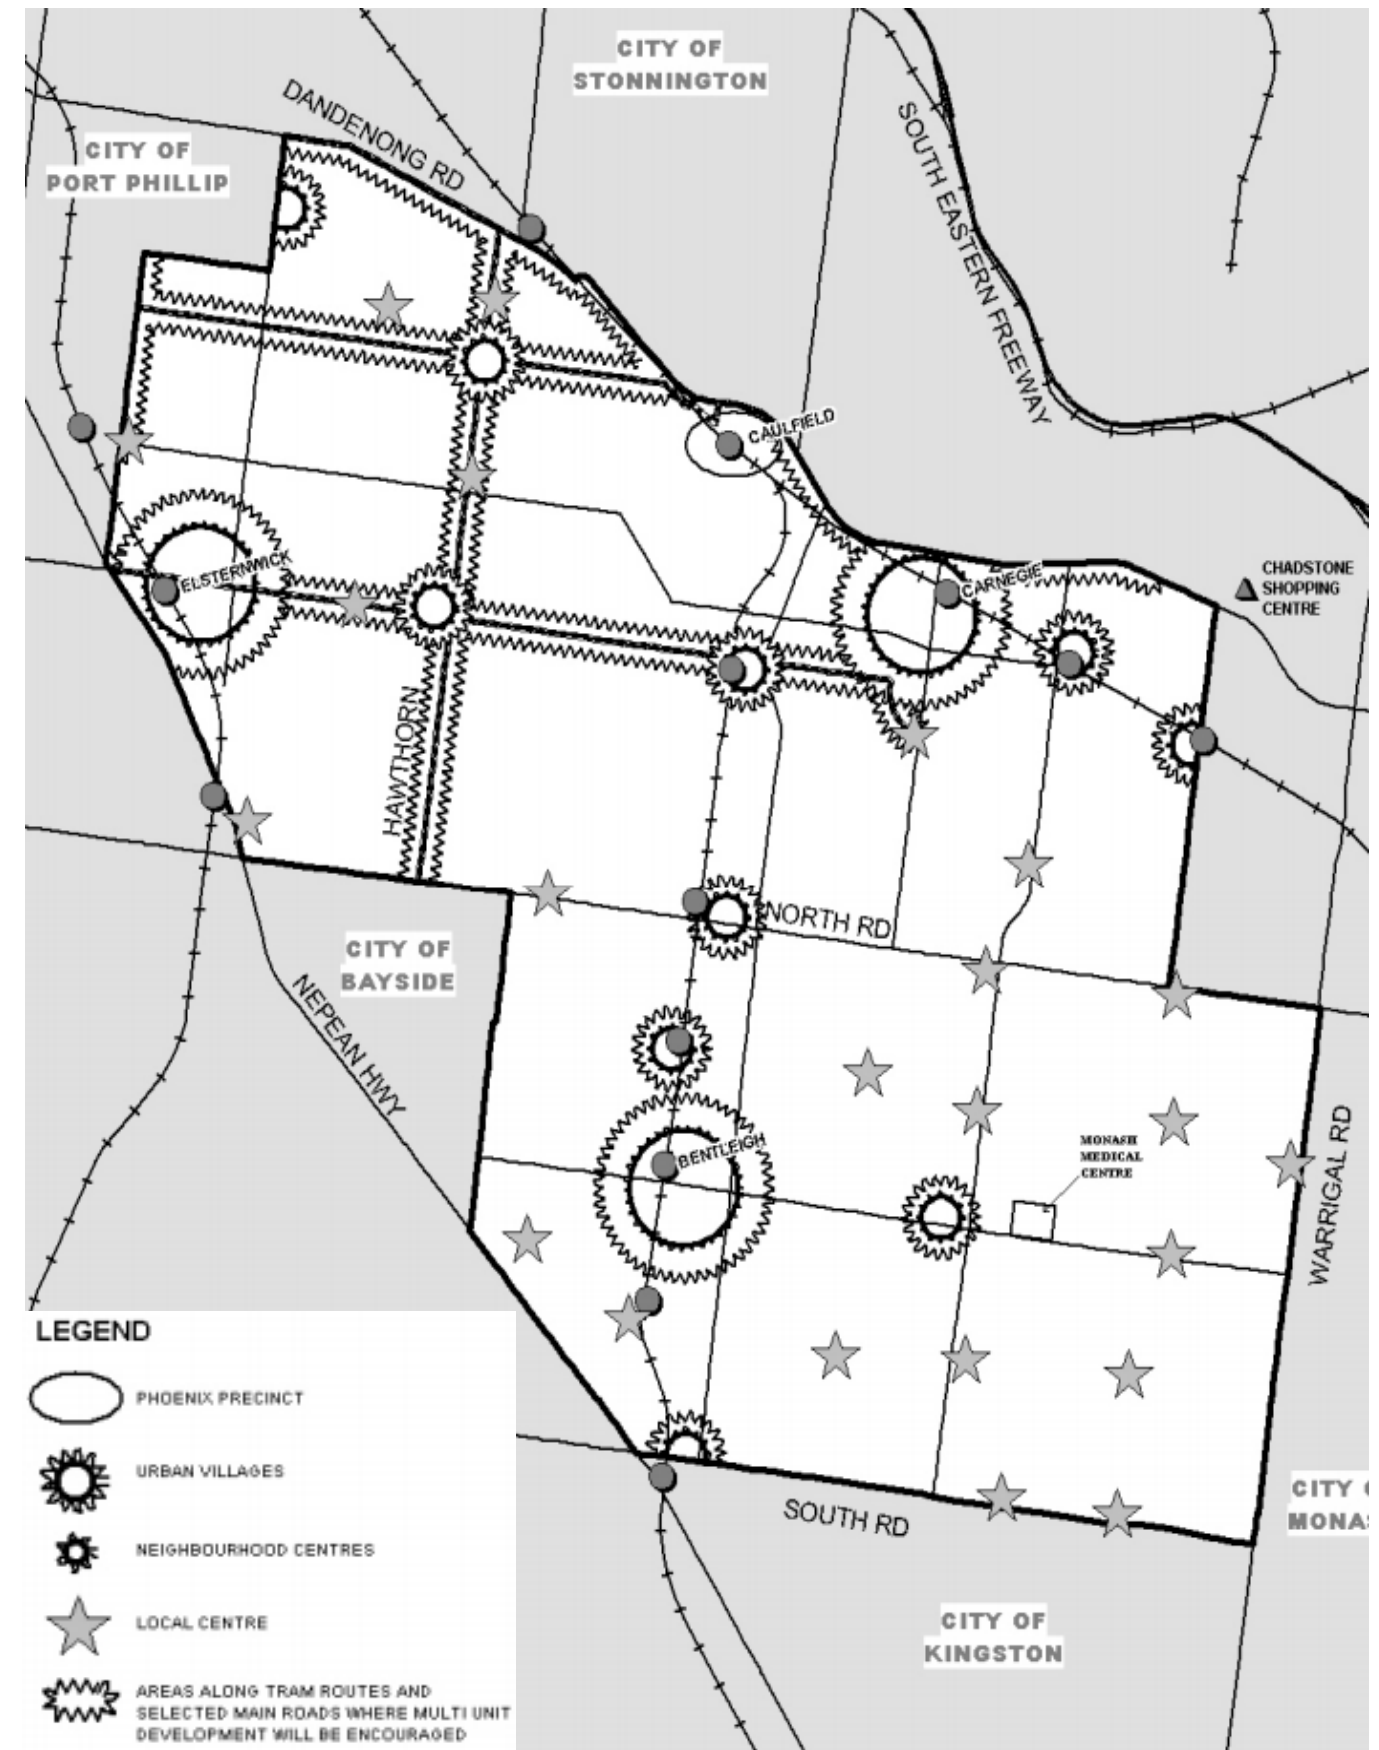 CITY OF
STONNINGTON
DANDENONG RD
CITY OF
PORT PHILLIP
SOUTH EASTERN FREEWAY
CAULFIELD
ELSTERNWICK
CARNEGIE
CHADSTONE
SHOPPING
CENTRE
HAWTHORN
NORTH RD
CITY OF
BAYSIDE
NEPEAN HWY
BENTLEIGH
MONASH
MEDICAL
CENTRE
WARRIGAL RD
SOUTH RD
CITY
MONA
CITY OF
KINGSTON
LEGEND
PHOENIX PRECINCT
URBAN VILLAGES
NEIGHBOURHOOD CENTRES
LOCAL CENTRE
AREAS ALONG TRAM ROUTES AND
SELECTED MAIN ROADS WHERE MULTI UNIT
DEVELOPMENT WILL BE ENCOURAGED